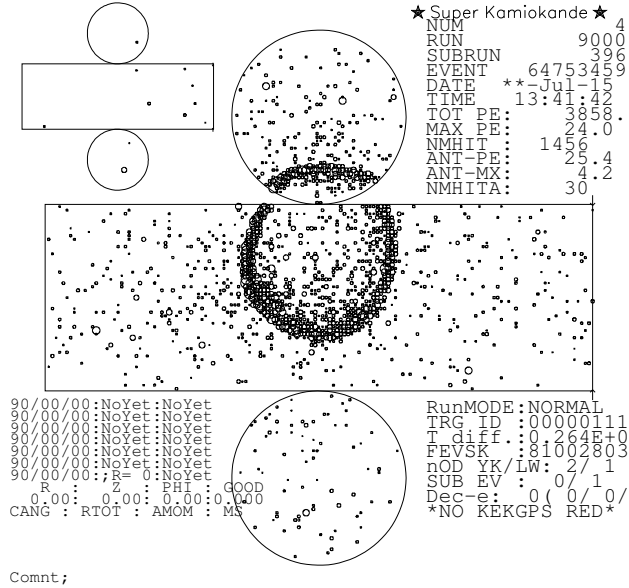 ★ Super Kamiokande ★
NUM 4
RUN 9000
SUBRUN 396
EVENT 64753459
DATE **-Jul-15
TIME 13:41:42
TOT PE: 3858.
MAX PE: 24.0
NMHIT : 1456
ANT-PE: 25.4
ANT-MX: 4.2
NMHITA: 30
90/00/00:NoYet:NoYet
90/00/00:NoYet:NoYet
90/00/00:NoYet:NoYet
90/00/00:NoYet:NoYet
90/00/00:NoYet:NoYet
90/00/00:NoYet:NoYet
90/00/00:;R= 0:NoYet
R : Z : PHI : GOOD
0.00: 0.00: 0.00:0.000
CANG : RTOT : AMOM : MS
RunMODE:NORMAL
TRG ID :00000111
T diff.:0.264E+0
FEVSK :81002803
nOD YK/LW: 2/ 1
SUB EV : 0/ 1
Dec-e: 0( 0/ 0/
*NO KEKGPS RED*
Comnt;